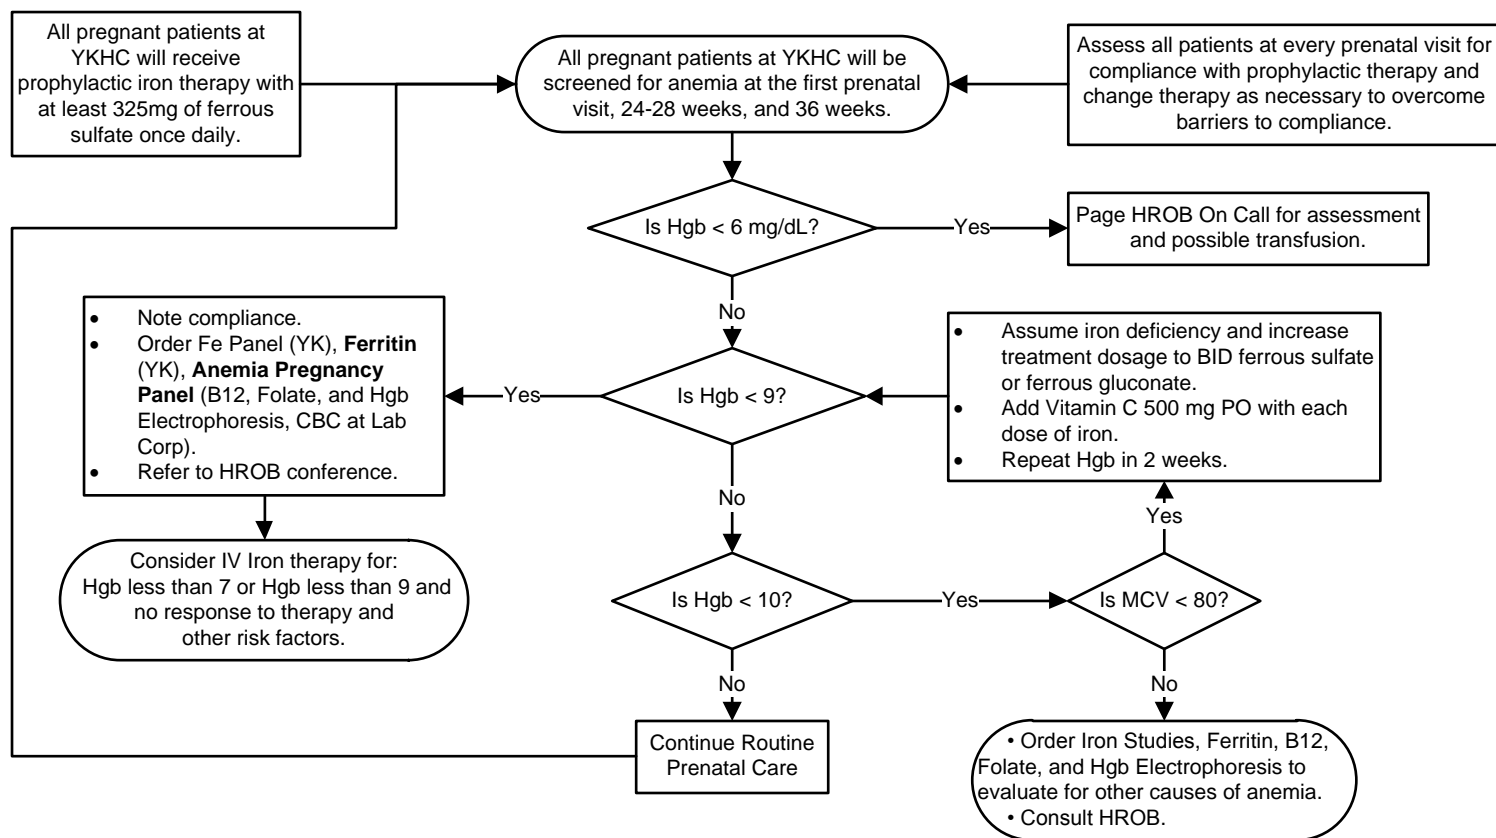 All pregnant patients at
YKHC will receive
prophylactic iron therapy with
at least 325mg of ferrous
sulfate once daily.
All pregnant patients at YKHC will be
screened for anemia at the first prenatal
visit, 24-28 weeks, and 36 weeks.
Assess all patients at every prenatal visit for
compliance with prophylactic therapy and
change therapy as necessary to overcome
barriers to compliance.
Is Hgb < 6 mg/dL?
Yes
Page HROB On Call for assessment
and possible transfusion.
No
• Note compliance.
• Order Fe Panel (YK), Ferritin
(YK), Anemia Pregnancy
Panel (B12, Folate, and Hgb
Electrophoresis, CBC at Lab
Corp).
• Refer to HROB conference.
Yes
Is Hgb < 9?
• Assume iron deficiency and increase
treatment dosage to BID ferrous sulfate
or ferrous gluconate.
• Add Vitamin C 500 mg PO with each
dose of iron.
• Repeat Hgb in 2 weeks.
No
Yes
Consider IV Iron therapy for:
Hgb less than 7 or Hgb less than 9 and
no response to therapy and
other risk factors.
Is Hgb < 10?
Yes
Is MCV < 80?
No
No
Continue Routine
Prenatal Care
• Order Iron Studies, Ferritin, B12,
Folate, and Hgb Electrophoresis to
evaluate for other causes of anemia.
• Consult HROB.